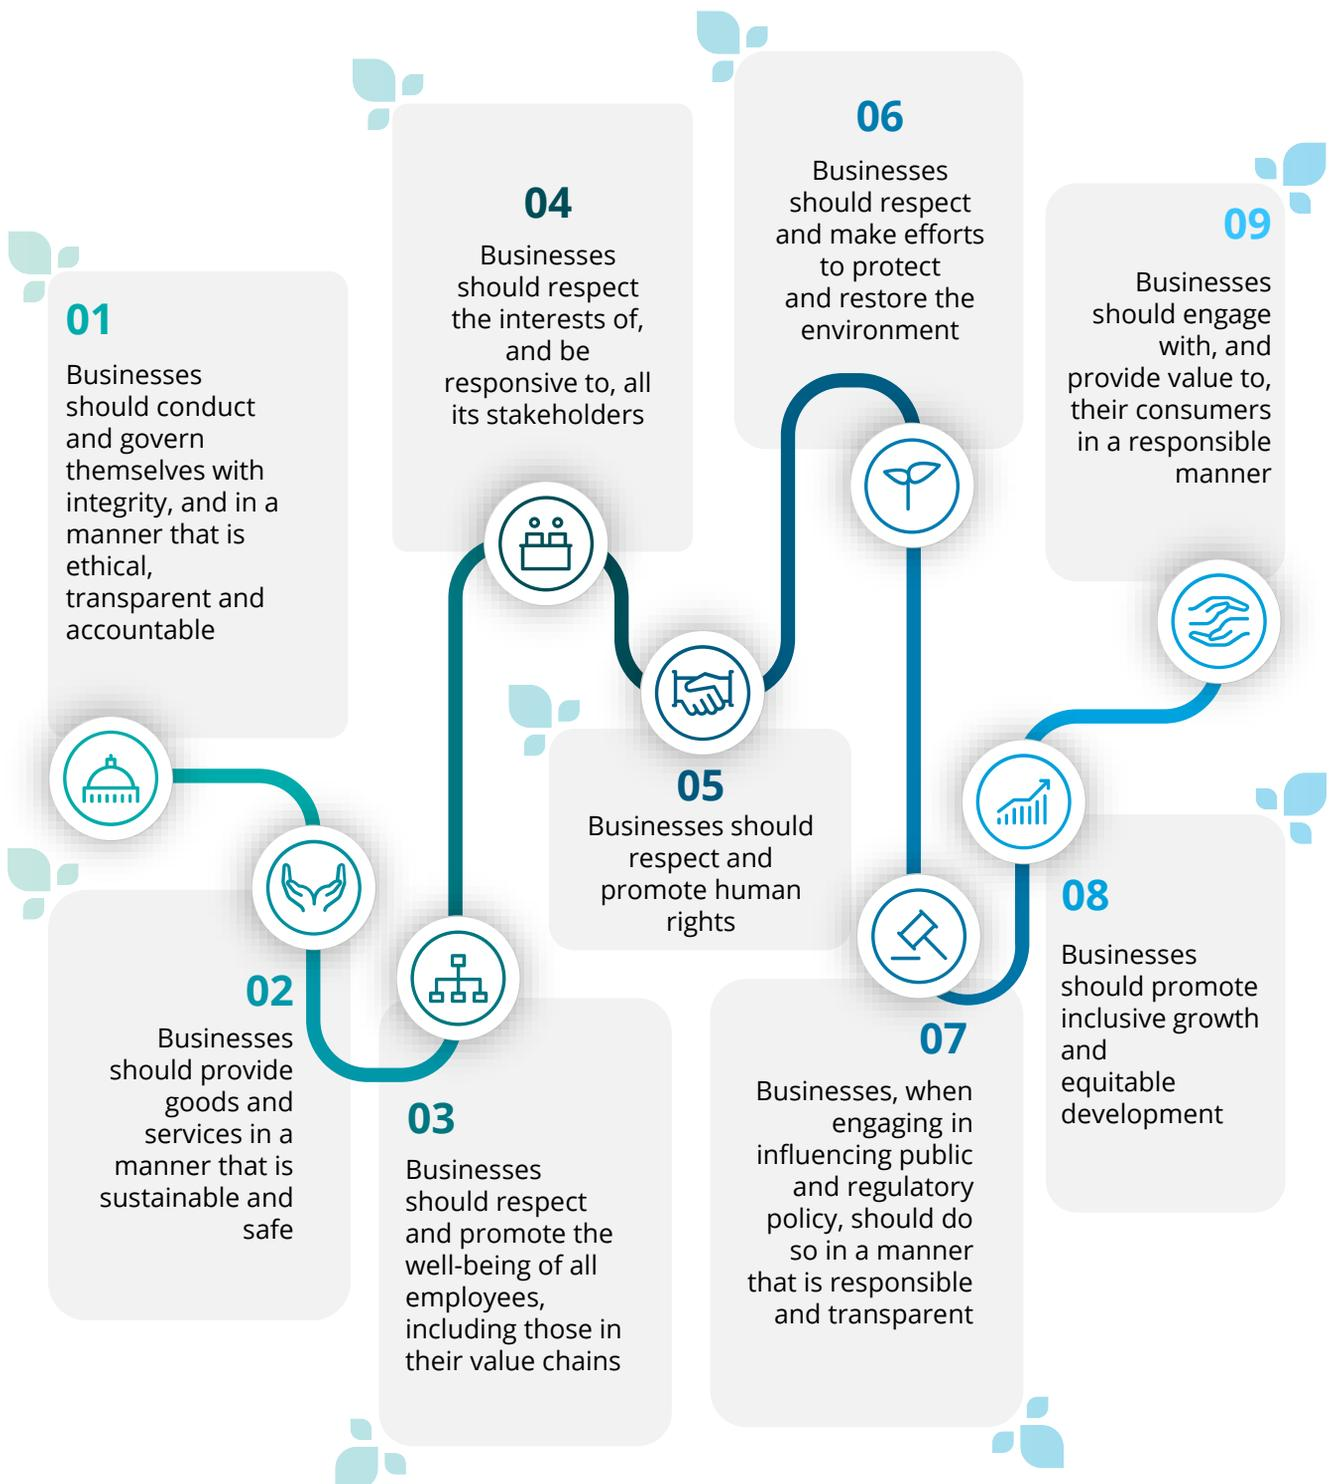 01
Businesses
should conduct
and govern
themselves with
integrity, and in a
manner that is
ethical,
transparent and
accountable
02
Businesses
should provide
goods and
services in a
manner that is
sustainable and
safe
03
Businesses
should respect
and promote the
well-being of all
employees,
including those in
their value chains
04
Businesses
should respect
the interests of,
and be
responsive to, all
its stakeholders
05
Businesses should
respect and
promote human
rights
06
Businesses
should respect
and make efforts
to protect
and restore the
environment
07
Businesses, when
engaging in
influencing public
and regulatory
policy, should do
so in a manner
that is responsible
and transparent
08
Businesses
should promote
inclusive growth
and
equitable
development
09
Businesses
should engage
with, and
provide value to,
their consumers
in a responsible
manner